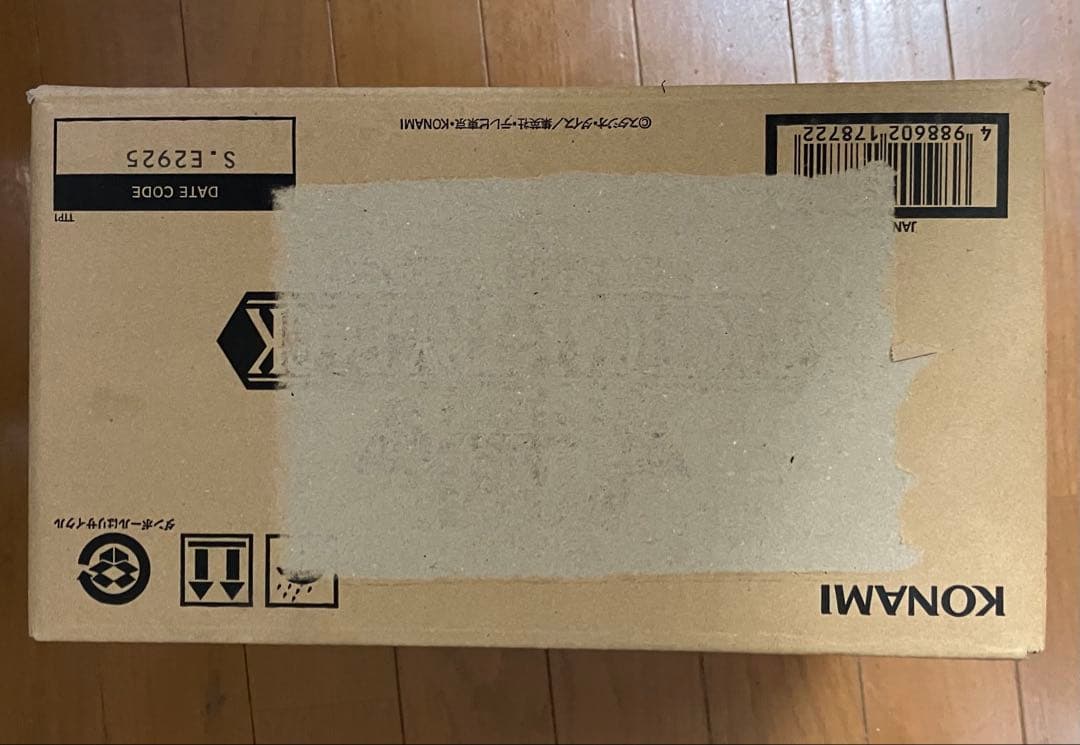 KONAMI
ダンボールはリサイクル
K
JAN
4 988602 178722
TTP1
DATE CODE
S.E2925
©スタジオ・ダイス/集英社・テレビ東京・KONAMI